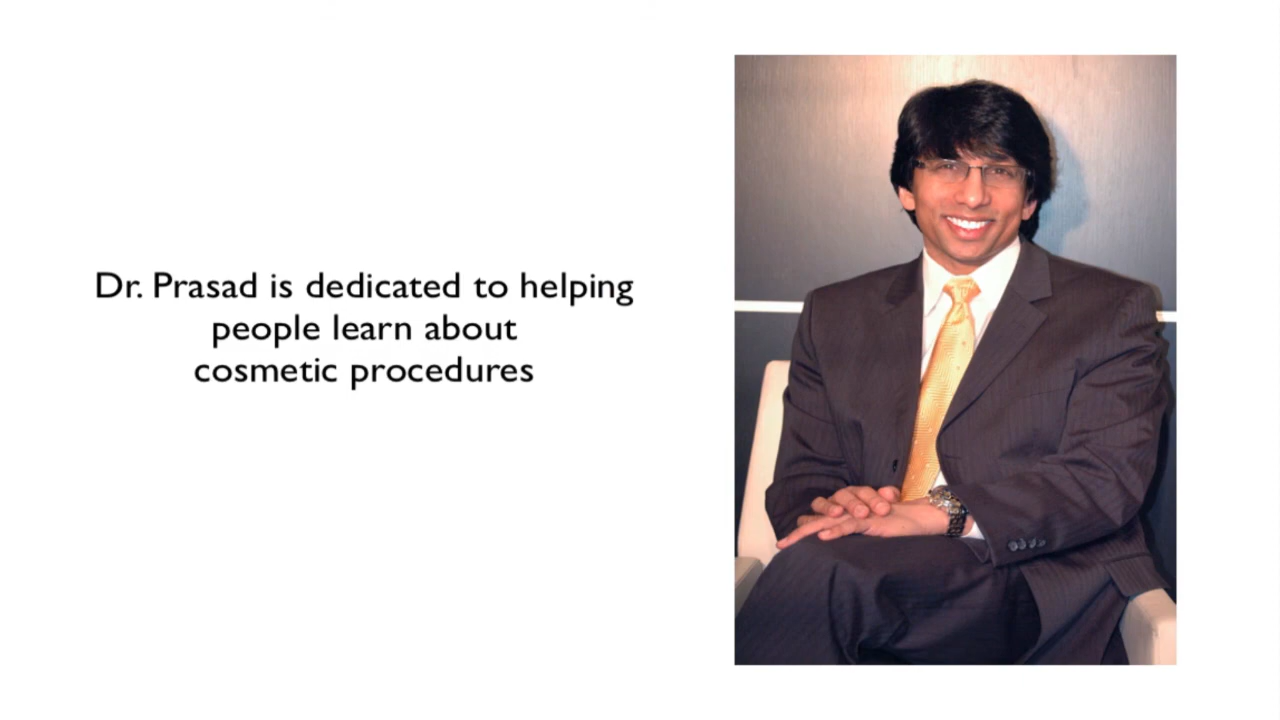 Dr. Prasad is dedicated to helping
people learn about
cosmetic procedures